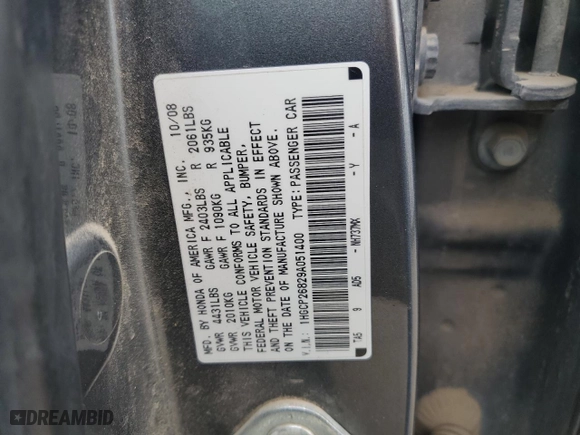 MFD. BY HONDA OF AMERICA MFG., INC. 10/08
GVWR 4431LBS GAWR F 2403LBS R 2061LBS
GVWR 2010KG GAWR F 1090KG R 935KG
THIS VEHICLE CONFORMS TO ALL APPLICABLE
FEDERAL MOTOR VEHICLE SAFETY, BUMPER,
AND THEFT PREVENTION STANDARDS IN EFFECT
ON THE DATE OF MANUFACTURE SHOWN ABOVE.
V.I.N.: 1HGCP26829A051400 TYPE:PASSENGER CAR
TA5 9 AD5 - NH737MX - Y - A
DREAMBID